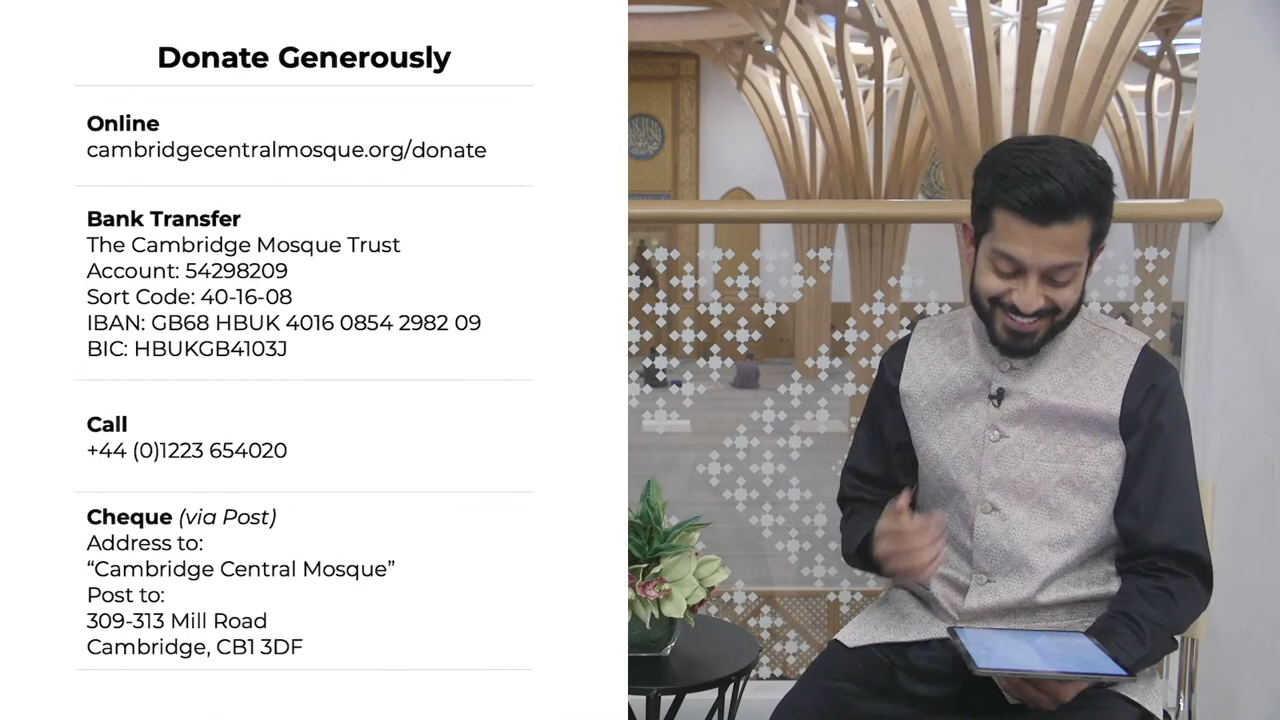 Donate Generously
Online
cambridgecentralmosque.org/donate
Bank Transfer
The Cambridge Mosque Trust
Account: 54298209
Sort Code: 40-16-08
IBAN: GB68 HBUK 4016 0854 2982 09
BIC: HBUKGB4103J
Call
+44 (0)1223 654020
Cheque (via Post)
Address to:
“Cambridge Central Mosque”
Post to:
309-313 Mill Road
Cambridge, CB1 3DF